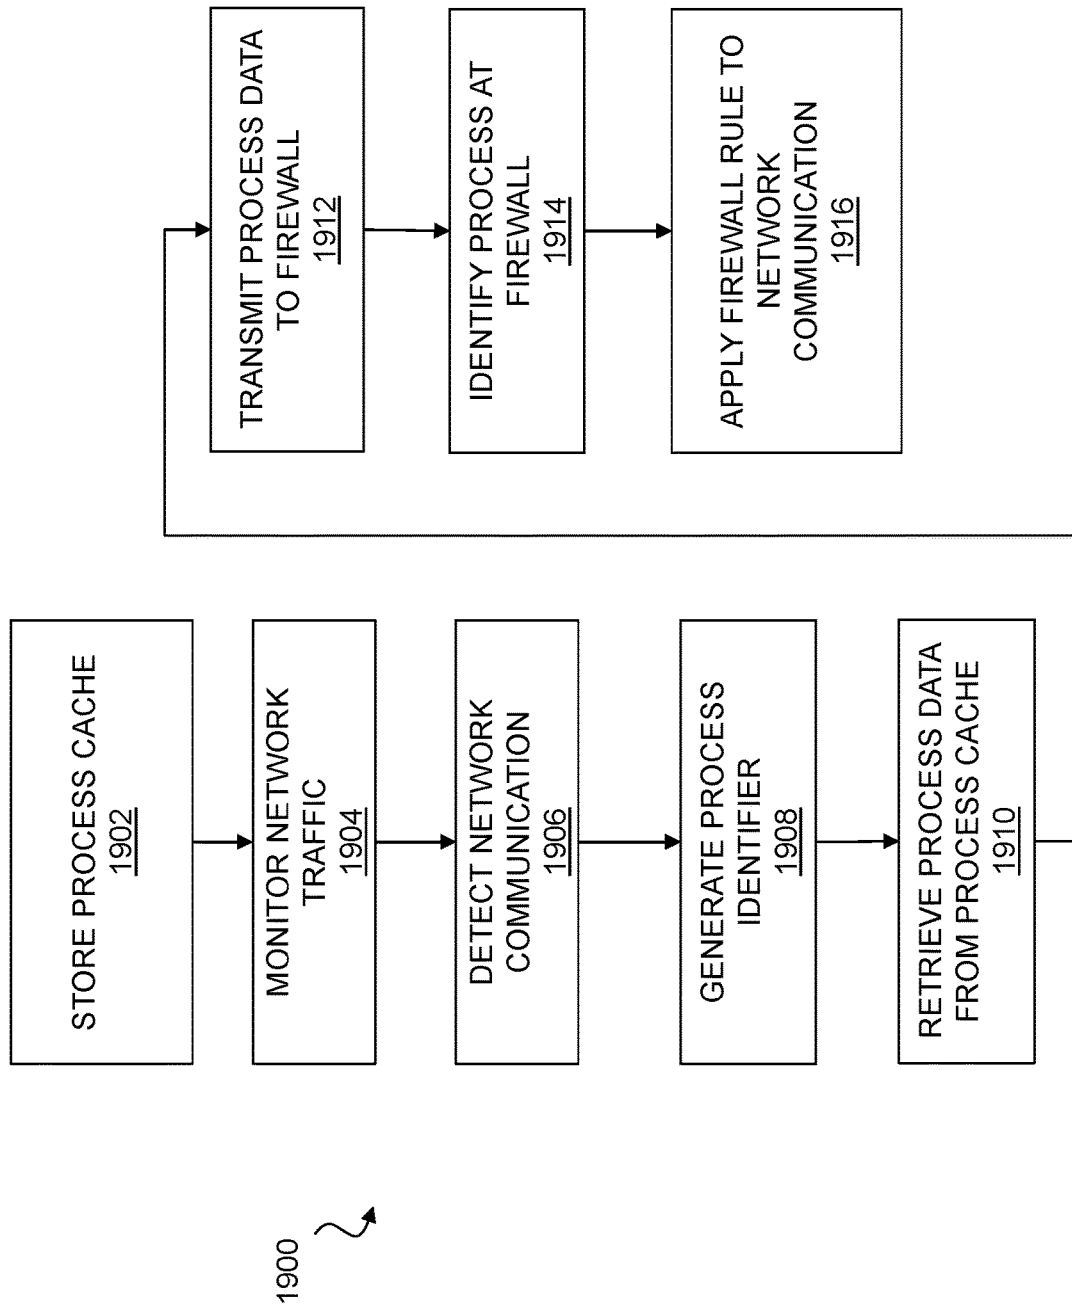 1900
STORE PROCESS CACHE
1902
MONITOR NETWORK
TRAFFIC
1904
DETECT NETWORK
COMMUNICATION
1906
GENERATE PROCESS
IDENTIFIER
1908
RETRIEVE PROCESS DATA
FROM PROCESS CACHE
1910
TRANSMIT PROCESS DATA
TO FIREWALL
1912
IDENTIFY PROCESS AT
FIREWALL
1914
APPLY FIREWALL RULE TO
NETWORK
COMMUNICATION
1916